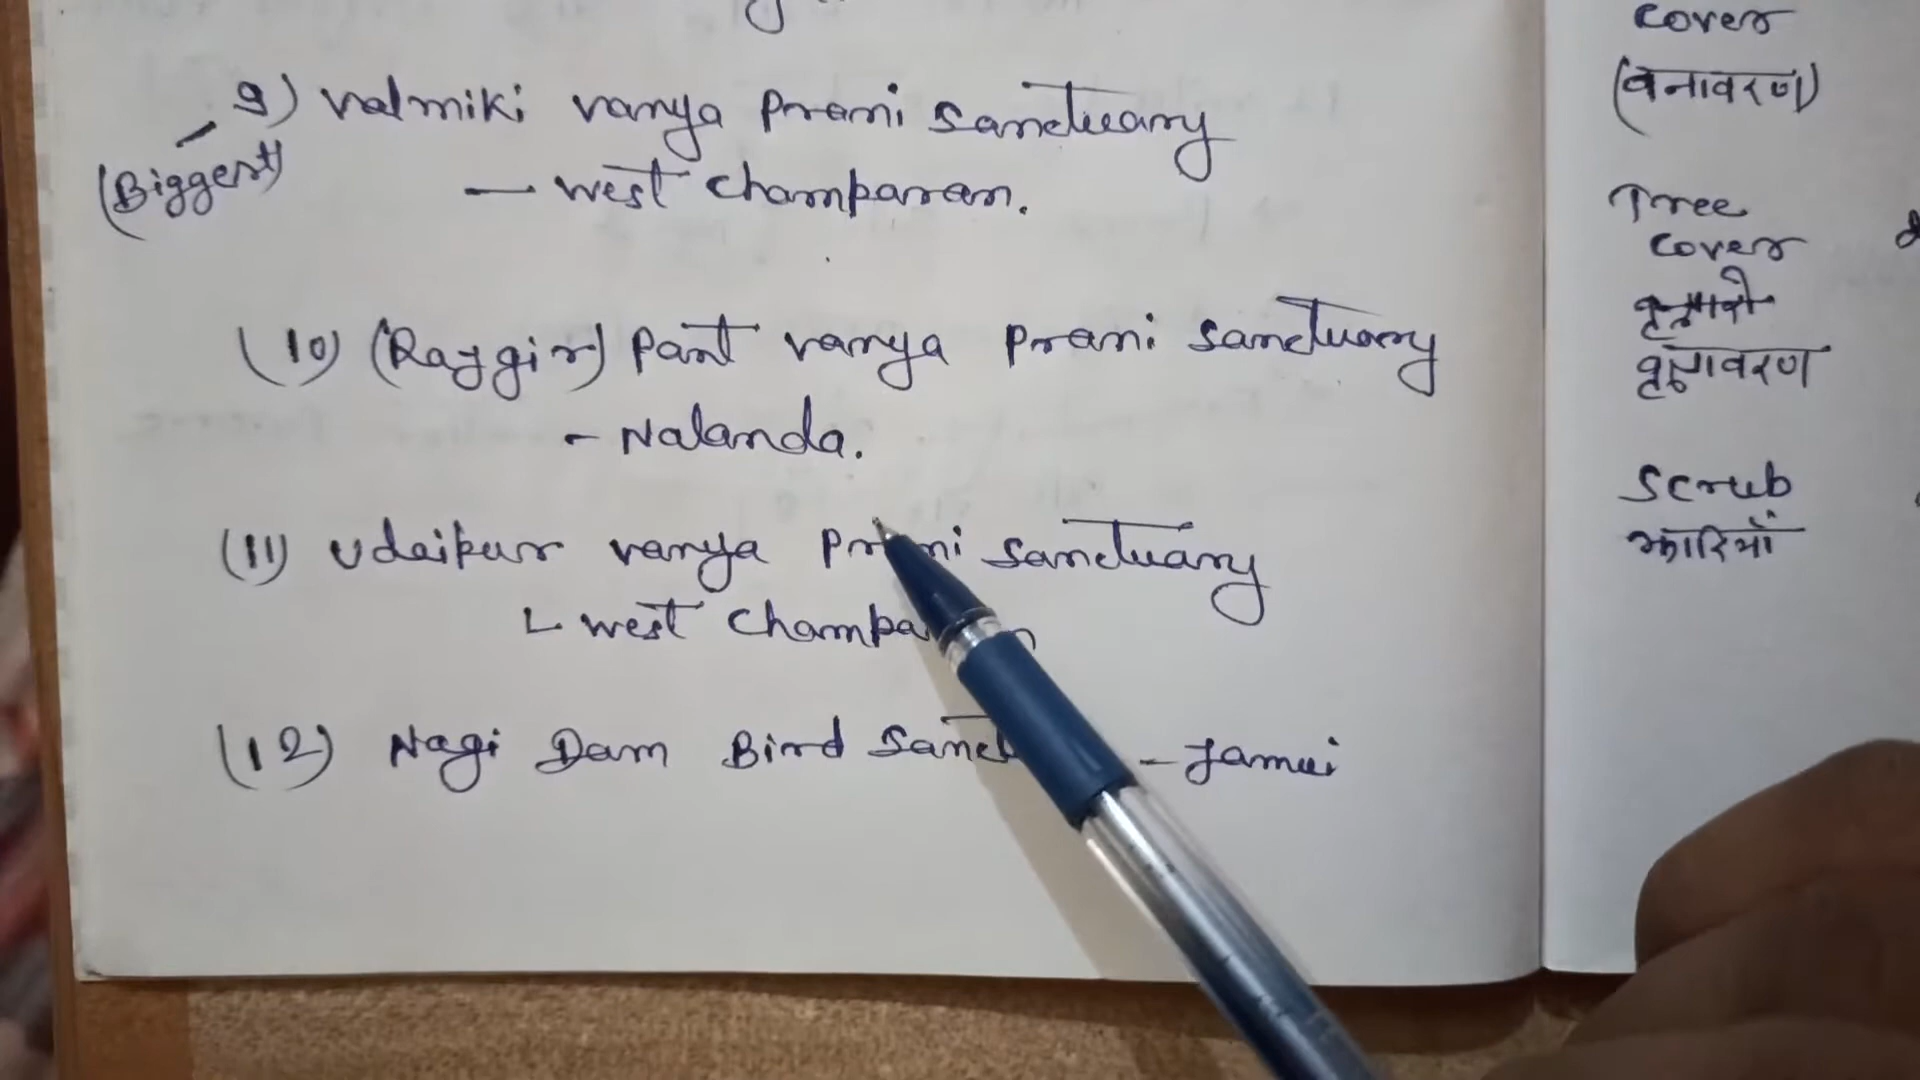 9) Valmiki vanya Prani Sanctuary
(Biggest)
— West Champaran.
(10) (Rajgir) Pant vanya Prani Sanctuary
- Nalanda.
(11) Udaipur vanya Prani Sanctuary
West Champa
(12) Nagi Dam Bird Sanct - Jamui
cover
(वनावरण)
Tree
cover
वृक्षावरण
Scrub
झारियाँ